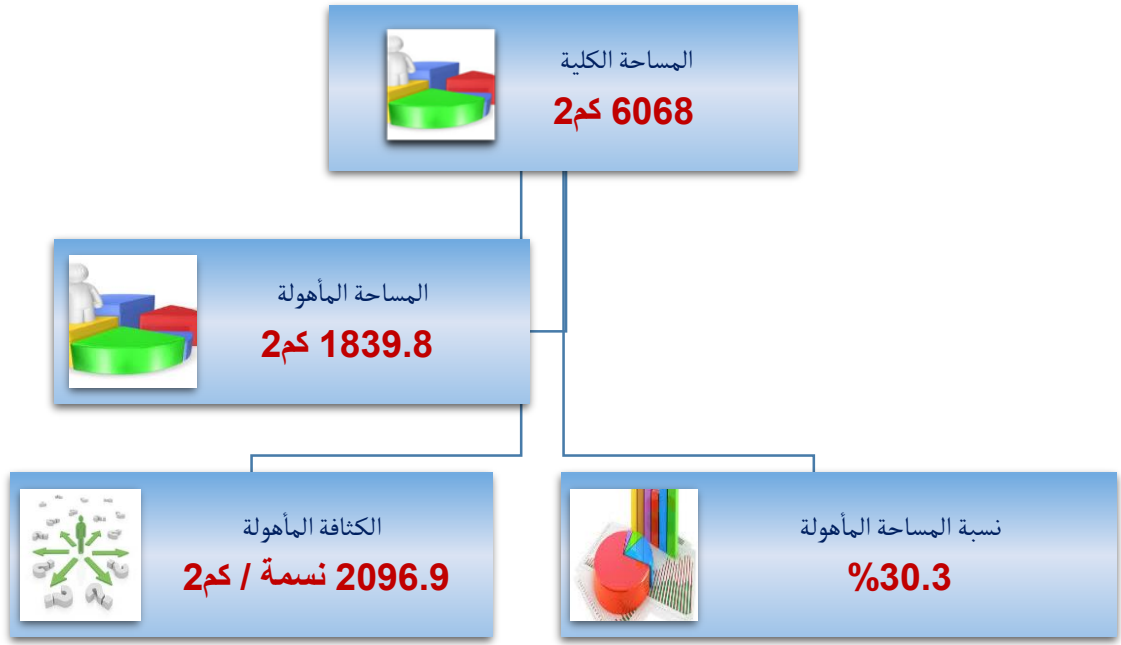 المساحة الكلية
6068 كم2
المساحة المأهولة
1839.8 كم2
نسبة المساحة المأهولة
%30.3
الكثافة المأهولة
2096.9 نسمة / كم2